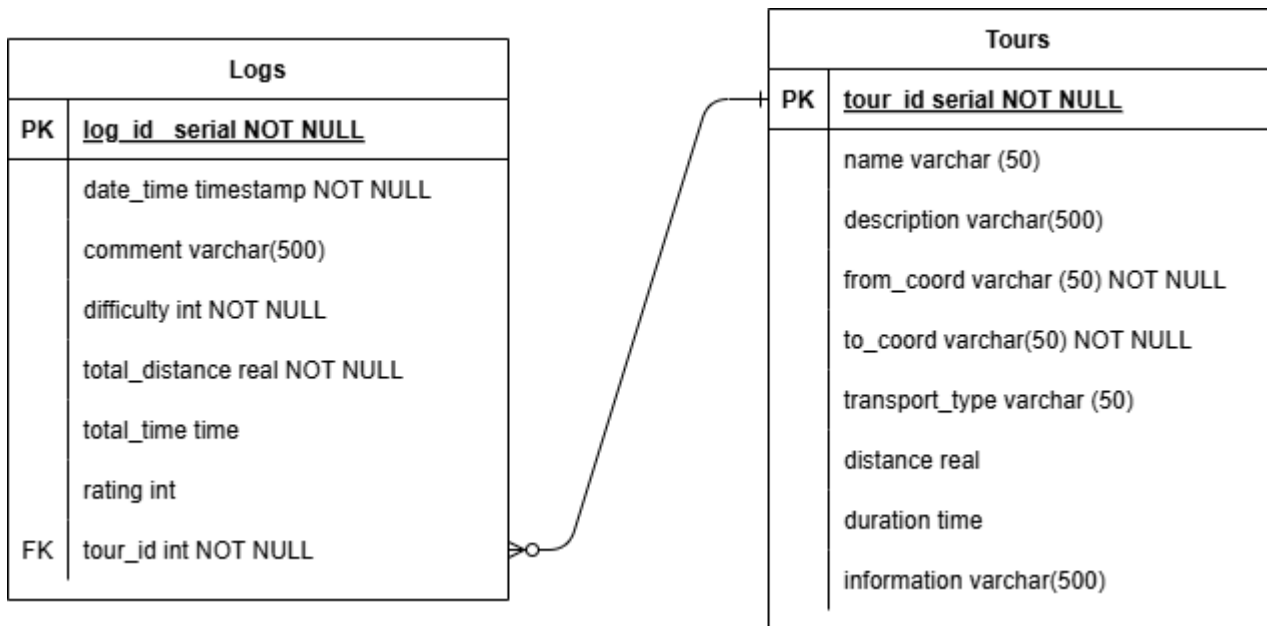 Logs
PK log_id serial NOT NULL
date_time timestamp NOT NULL
comment varchar(500)
difficulty int NOT NULL
total_distance real NOT NULL
total_time time
rating int
FK tour_id int NOT NULL
Tours
PK tour_id serial NOT NULL
name varchar (50)
description varchar(500)
from_coord varchar (50) NOT NULL
to_coord varchar(50) NOT NULL
transport_type varchar (50)
distance real
duration time
information varchar(500)